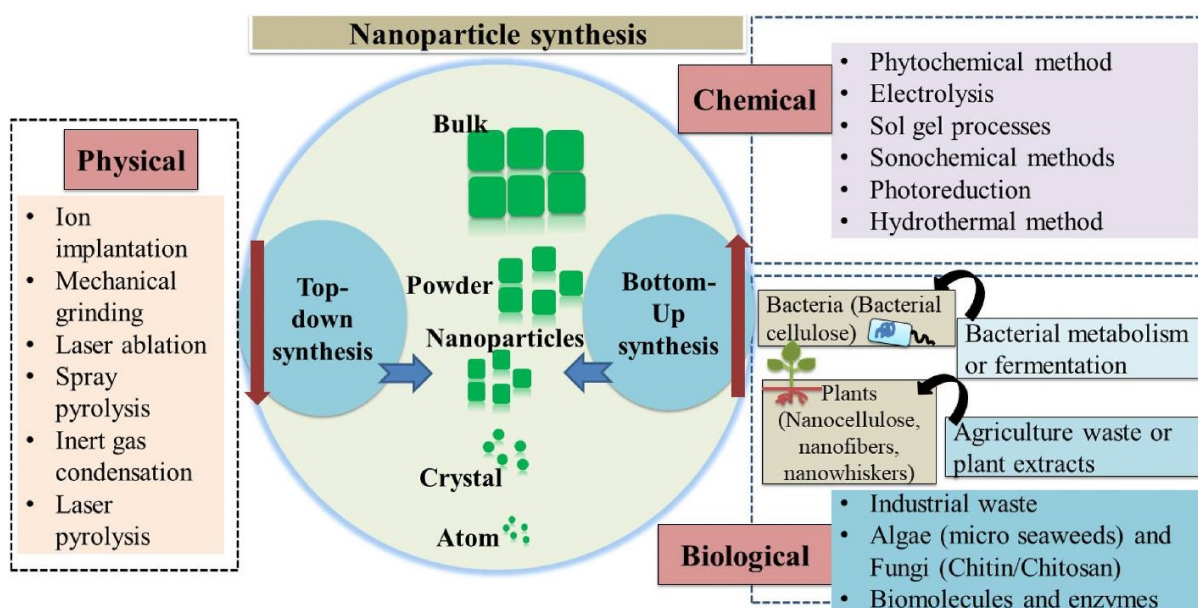 Nanoparticle synthesis
Physical
• Ion
implantation
• Mechanical
grinding
• Laser ablation
• Spray
pyrolysis
• Inert gas
condensation
• Laser
pyrolysis
Top-
down
synthesis
Bulk
Powder
Nanoparticles
Crystal
Atom
Bottom-
Up
synthesis
Chemical
• Phytochemical method
• Electrolysis
• Sol gel processes
• Sonochemical methods
• Photoreduction
• Hydrothermal method
Bacteria (Bacterial
cellulose)
Bacterial metabolism
or fermentation
Plants
(Nanocellulose,
nanofibers,
nanowhiskers)
Agriculture waste or
plant extracts
Biological
• Industrial waste
• Algae (micro seaweeds) and
Fungi (Chitin/Chitosan)
• Biomolecules and enzymes